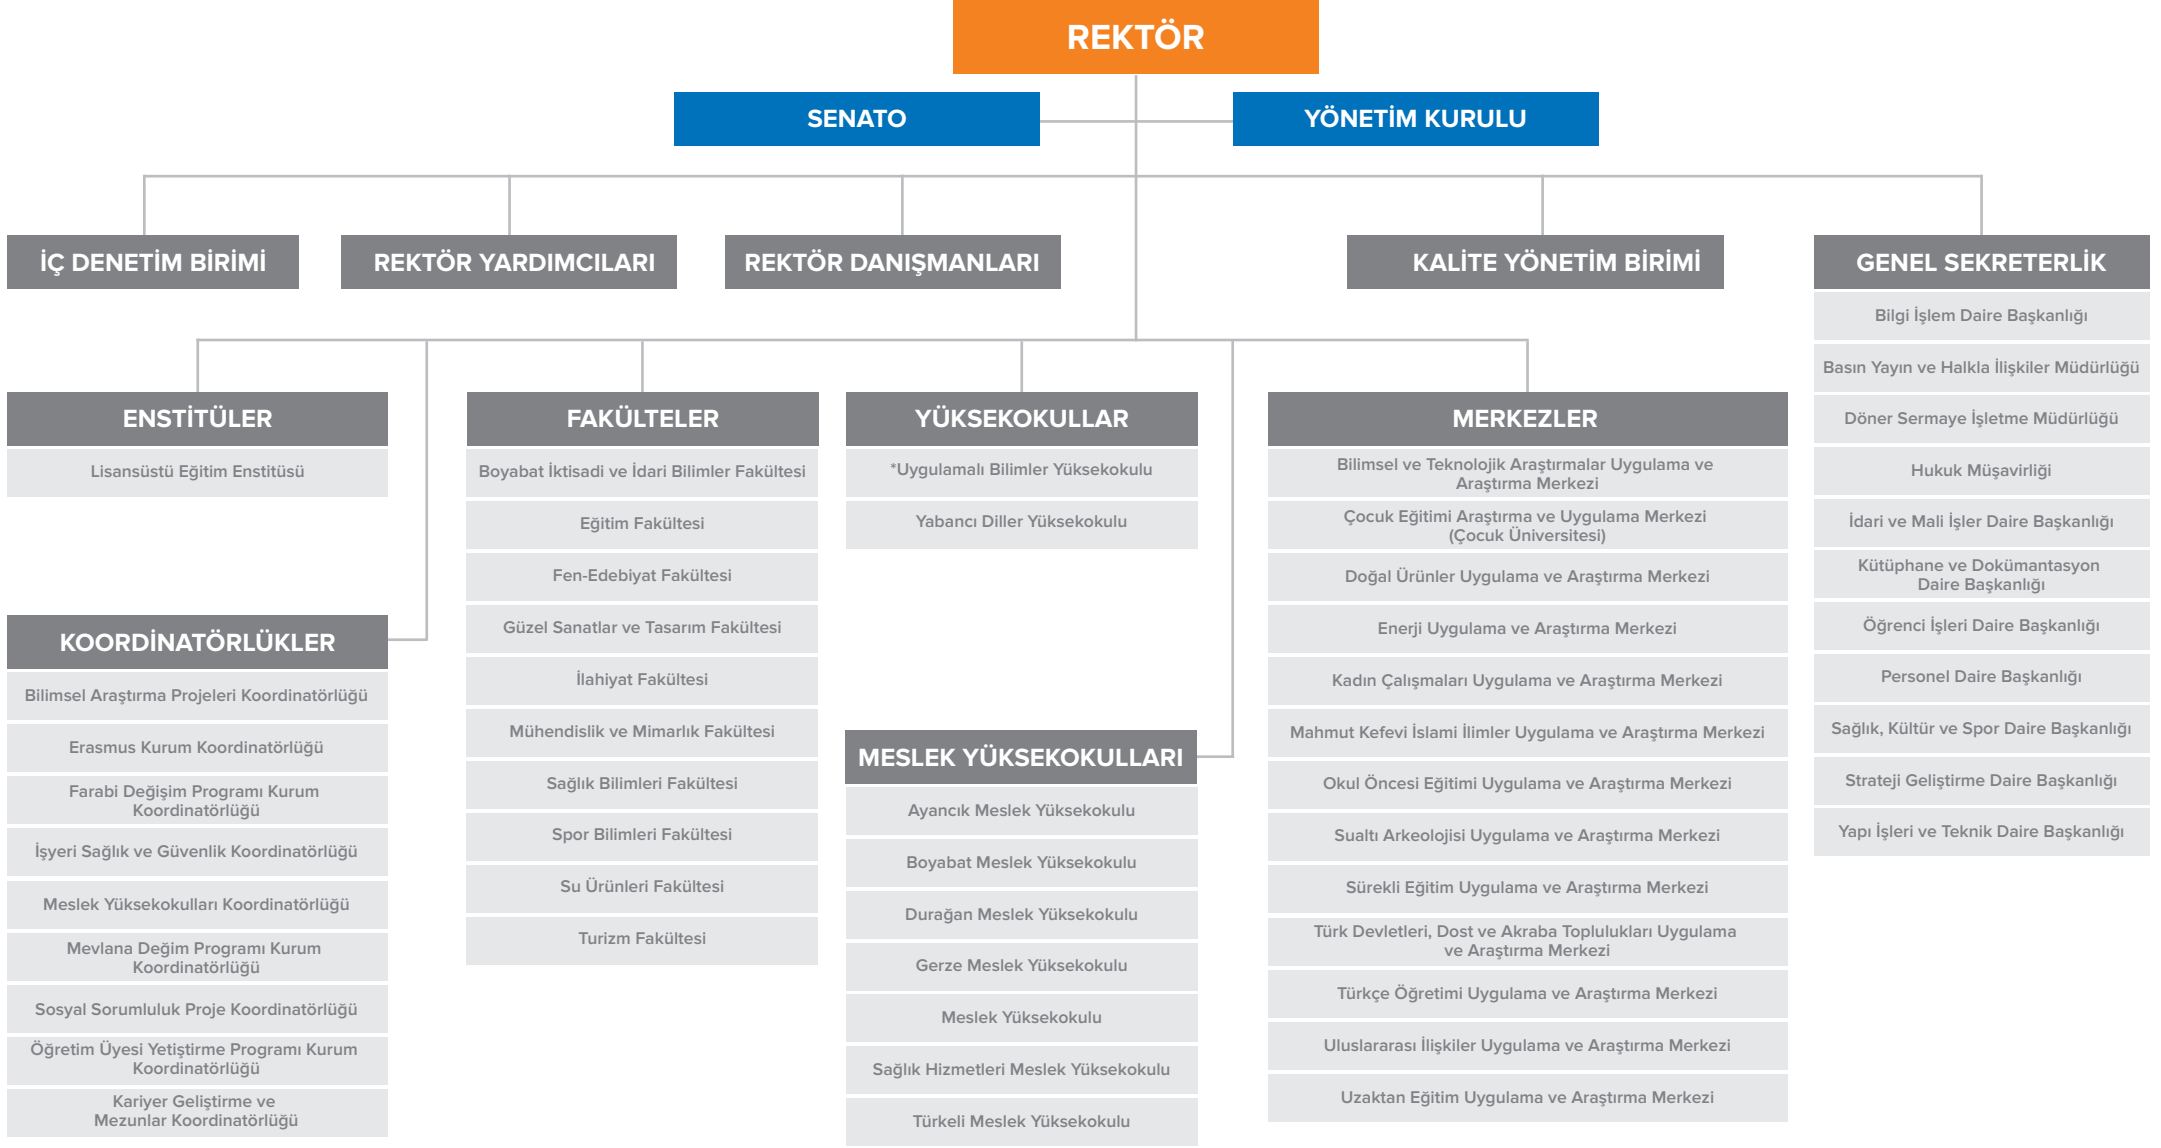 REKTÖR
SENATO
YÖNETİM KURULU
İÇ DENETİM BİRİMİ
REKTÖR YARDIMCILARI
REKTÖR DANIŞMANLARI
KALİTE YÖNETİM BİRİMİ
GENEL SEKRETERLİK
Bilgi İşlem Daire Başkanlığı
Basın Yayın ve Halkla İlişkiler Müdürlüğü
Döner Sermaye İşletme Müdürlüğü
Hukuk Müşavirliği
İdari ve Mali İşler Daire Başkanlığı
Kütüphane ve Dokümantasyon
Daire Başkanlığı
Öğrenci İşleri Daire Başkanlığı
Personel Daire Başkanlığı
Sağlık, Kültür ve Spor Daire Başkanlığı
Strateji Geliştirme Daire Başkanlığı
Yapı İşleri ve Teknik Daire Başkanlığı
ENSTİTÜLER
Lisansüstü Eğitim Enstitüsü
KOORDİNATÖRLÜKLER
Bilimsel Araştırma Projeleri Koordinatörlüğü
Erasmus Kurum Koordinatörlüğü
Farabi Değişim Programı Kurum
Koordinatörlüğü
İşyeri Sağlık ve Güvenlik Koordinatörlüğü
Meslek Yüksekokulları Koordinatörlüğü
Mevlana Değim Programı Kurum
Koordinatörlüğü
Sosyal Sorumluluk Proje Koordinatörlüğü
Öğretim Üyesi Yetiştirme Programı Kurum
Koordinatörlüğü
Kariyer Geliştirme ve
Mezunlar Koordinatörlüğü
FAKÜLTELER
Boyabat İktisadi ve İdari Bilimler Fakültesi
Eğitim Fakültesi
Fen-Edebiyat Fakültesi
Güzel Sanatlar ve Tasarım Fakültesi
İlahiyat Fakültesi
Mühendislik ve Mimarlık Fakültesi
Sağlık Bilimleri Fakültesi
Spor Bilimleri Fakültesi
Su Ürünleri Fakültesi
Turizm Fakültesi
YÜKSEKOKULLAR
*Uygulamalı Bilimler Yüksekokulu
Yabancı Diller Yüksekokulu
MESLEK YÜKSEKOKULLARI
Ayancık Meslek Yüksekokulu
Boyabat Meslek Yüksekokulu
Durağan Meslek Yüksekokulu
Gerze Meslek Yüksekokulu
Meslek Yüksekokulu
Sağlık Hizmetleri Meslek Yüksekokulu
Türkeli Meslek Yüksekokulu
MERKEZLER
Bilimsel ve Teknolojik Araştırmalar Uygulama ve
Araştırma Merkezi
Çocuk Eğitimi Araştırma ve Uygulama Merkezi
(Çocuk Üniversitesi)
Doğal Ürünler Uygulama ve Araştırma Merkezi
Enerji Uygulama ve Araştırma Merkezi
Kadın Çalışmaları Uygulama ve Araştırma Merkezi
Mahmut Kefevi İslami İlimler Uygulama ve Araştırma Merkezi
Okul Öncesi Eğitimi Uygulama ve Araştırma Merkezi
Sualtı Arkeolojisi Uygulama ve Araştırma Merkezi
Sürekli Eğitim Uygulama ve Araştırma Merkezi
Türk Devletleri, Dost ve Akraba Toplulukları Uygulama
ve Araştırma Merkezi
Türkçe Öğretimi Uygulama ve Araştırma Merkezi
Uluslararası İlişkiler Uygulama ve Araştırma Merkezi
Uzaktan Eğitim Uygulama ve Araştırma Merkezi